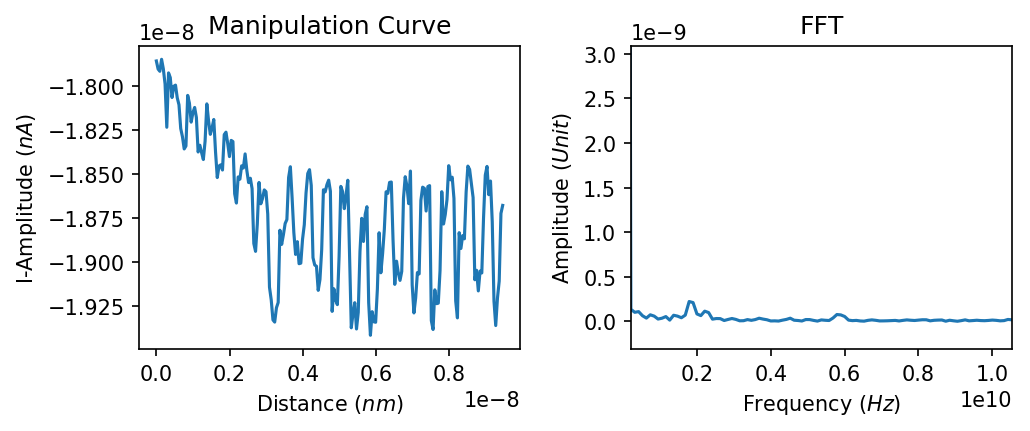 Manipulation Curve
1e−8
I-Amplitude (nA)
−1.800
−1.825
−1.850
−1.875
−1.900
−1.925
0.0 0.2 0.4 0.6 0.8
1e−8
Distance (nm)
FFT
1e−9
Amplitude (Unit)
3.0
2.5
2.0
1.5
1.0
0.5
0.0
0.2 0.4 0.6 0.8 1.0
1e10
Frequency (Hz)